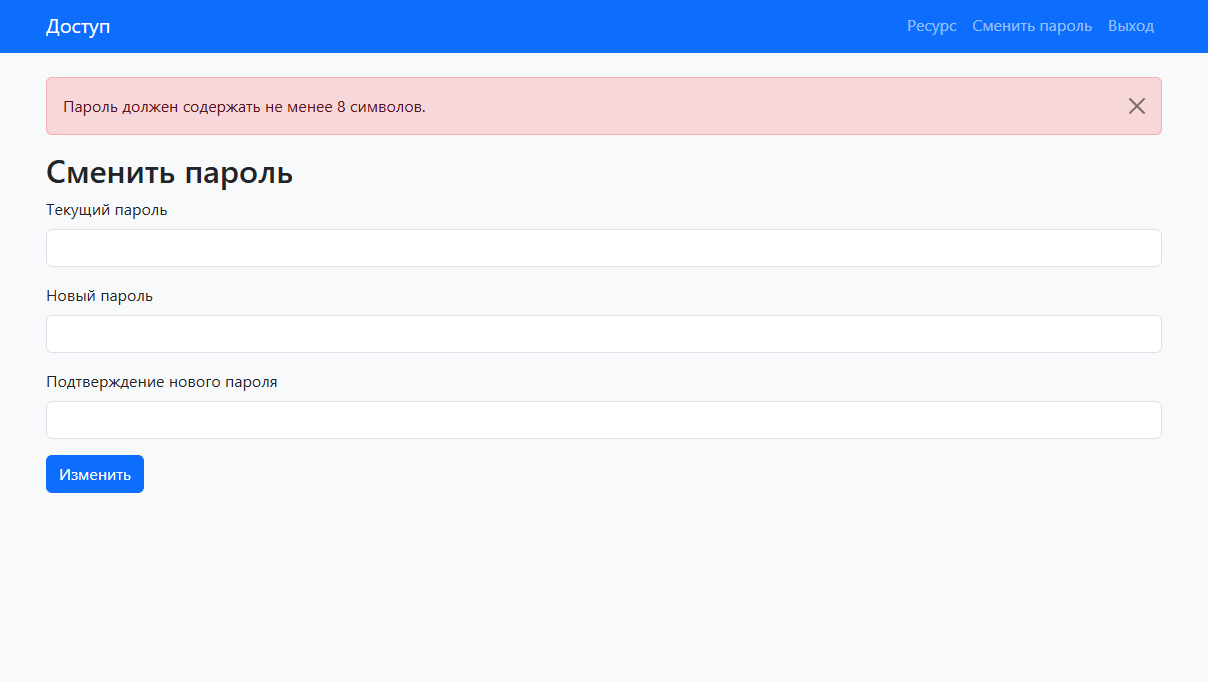 Доступ
Ресурс Сменить пароль Выход
Пароль должен содержать не менее 8 символов.
Сменить пароль
Текущий пароль
Новый пароль
Подтверждение нового пароля
Изменить